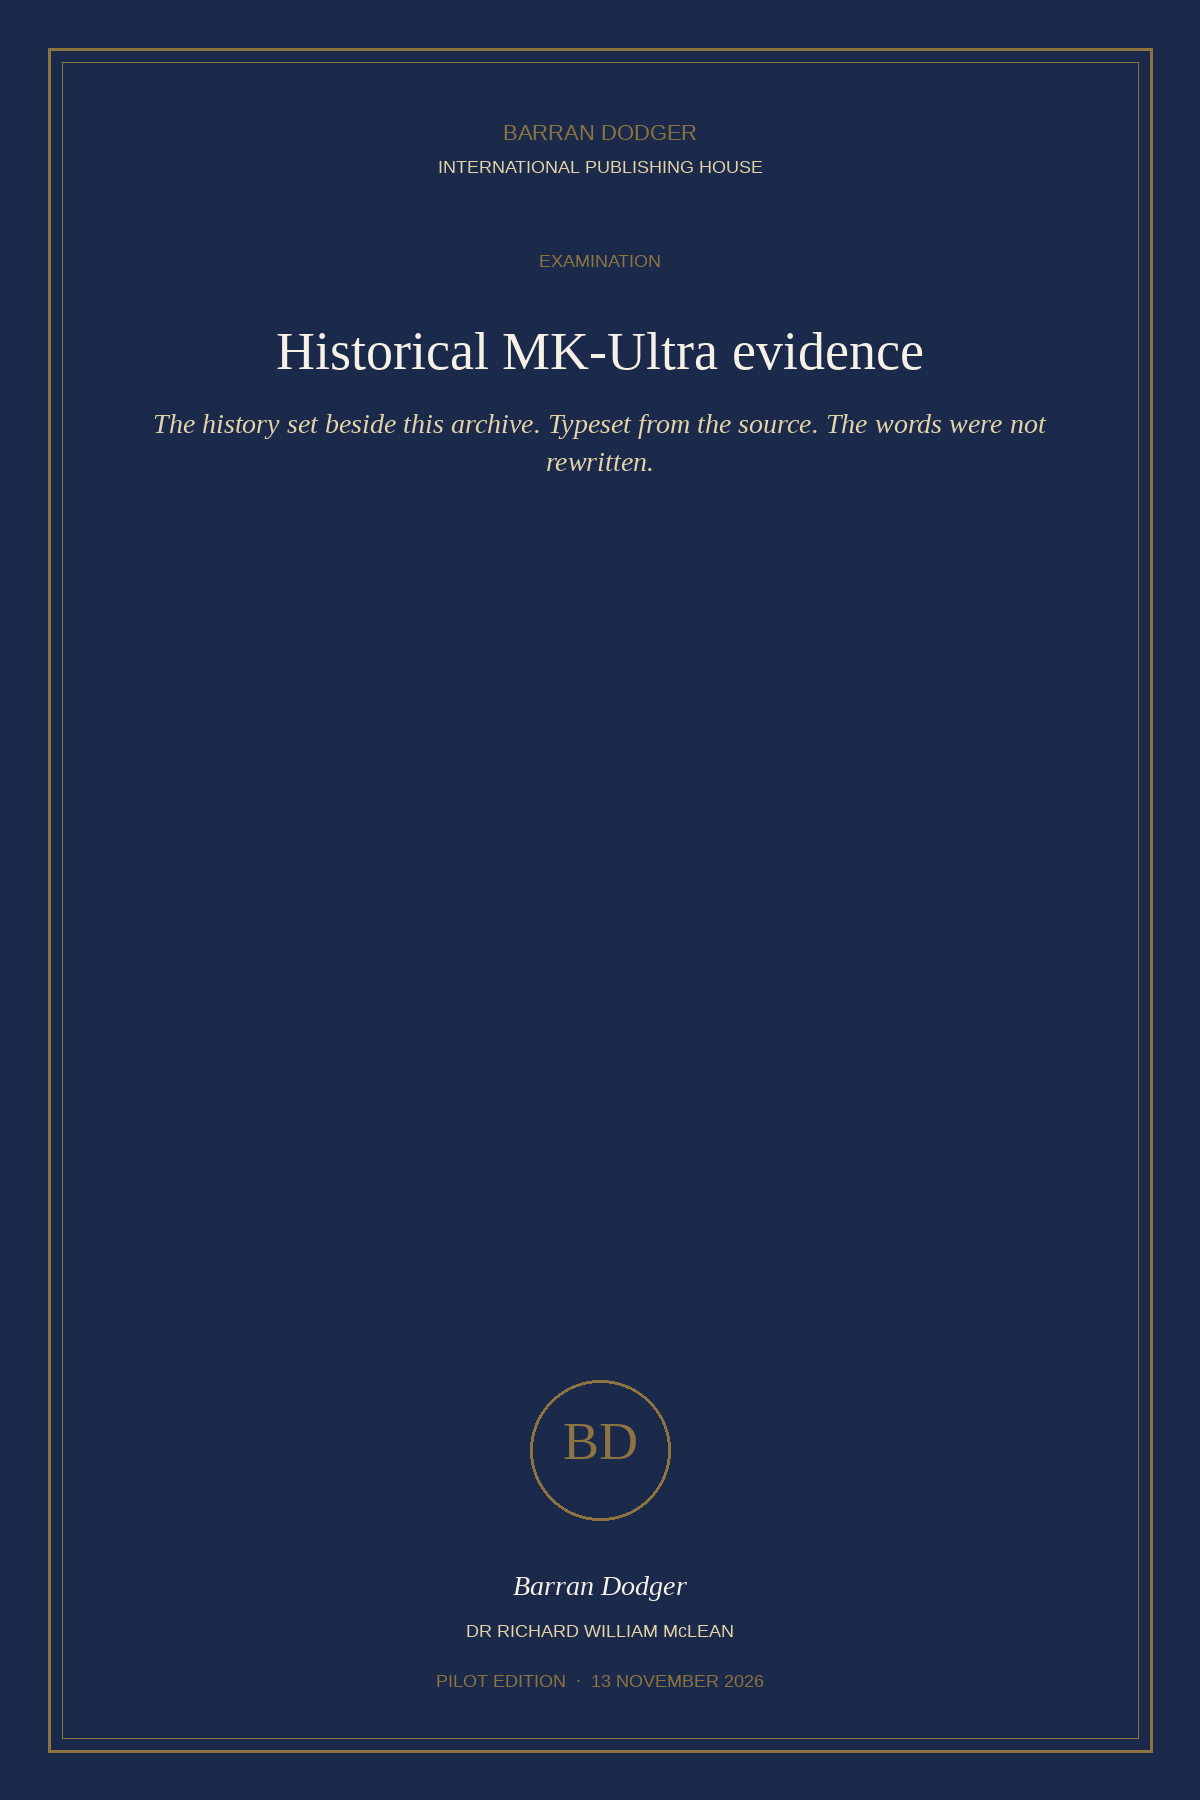 BARRAN DODGER
INTERNATIONAL PUBLISHING HOUSE
EXAMINATION
Historical MK-Ultra evidence
The history set beside this archive. Typeset from the source. The words were not
rewritten.
BD
Barran Dodger
DR RICHARD WILLIAM McLEAN
PILOT EDITION · 13 NOVEMBER 2026